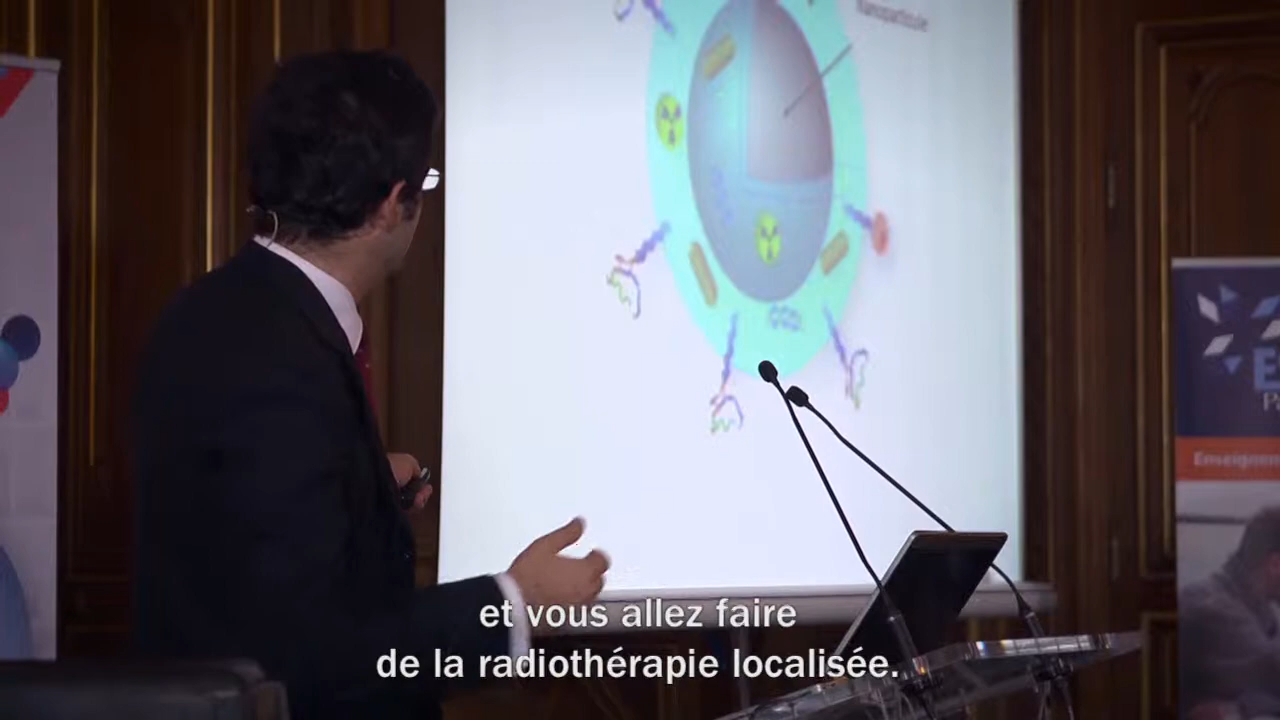 Nanoparticule
et vous allez faire
de la radiothérapie localisée.